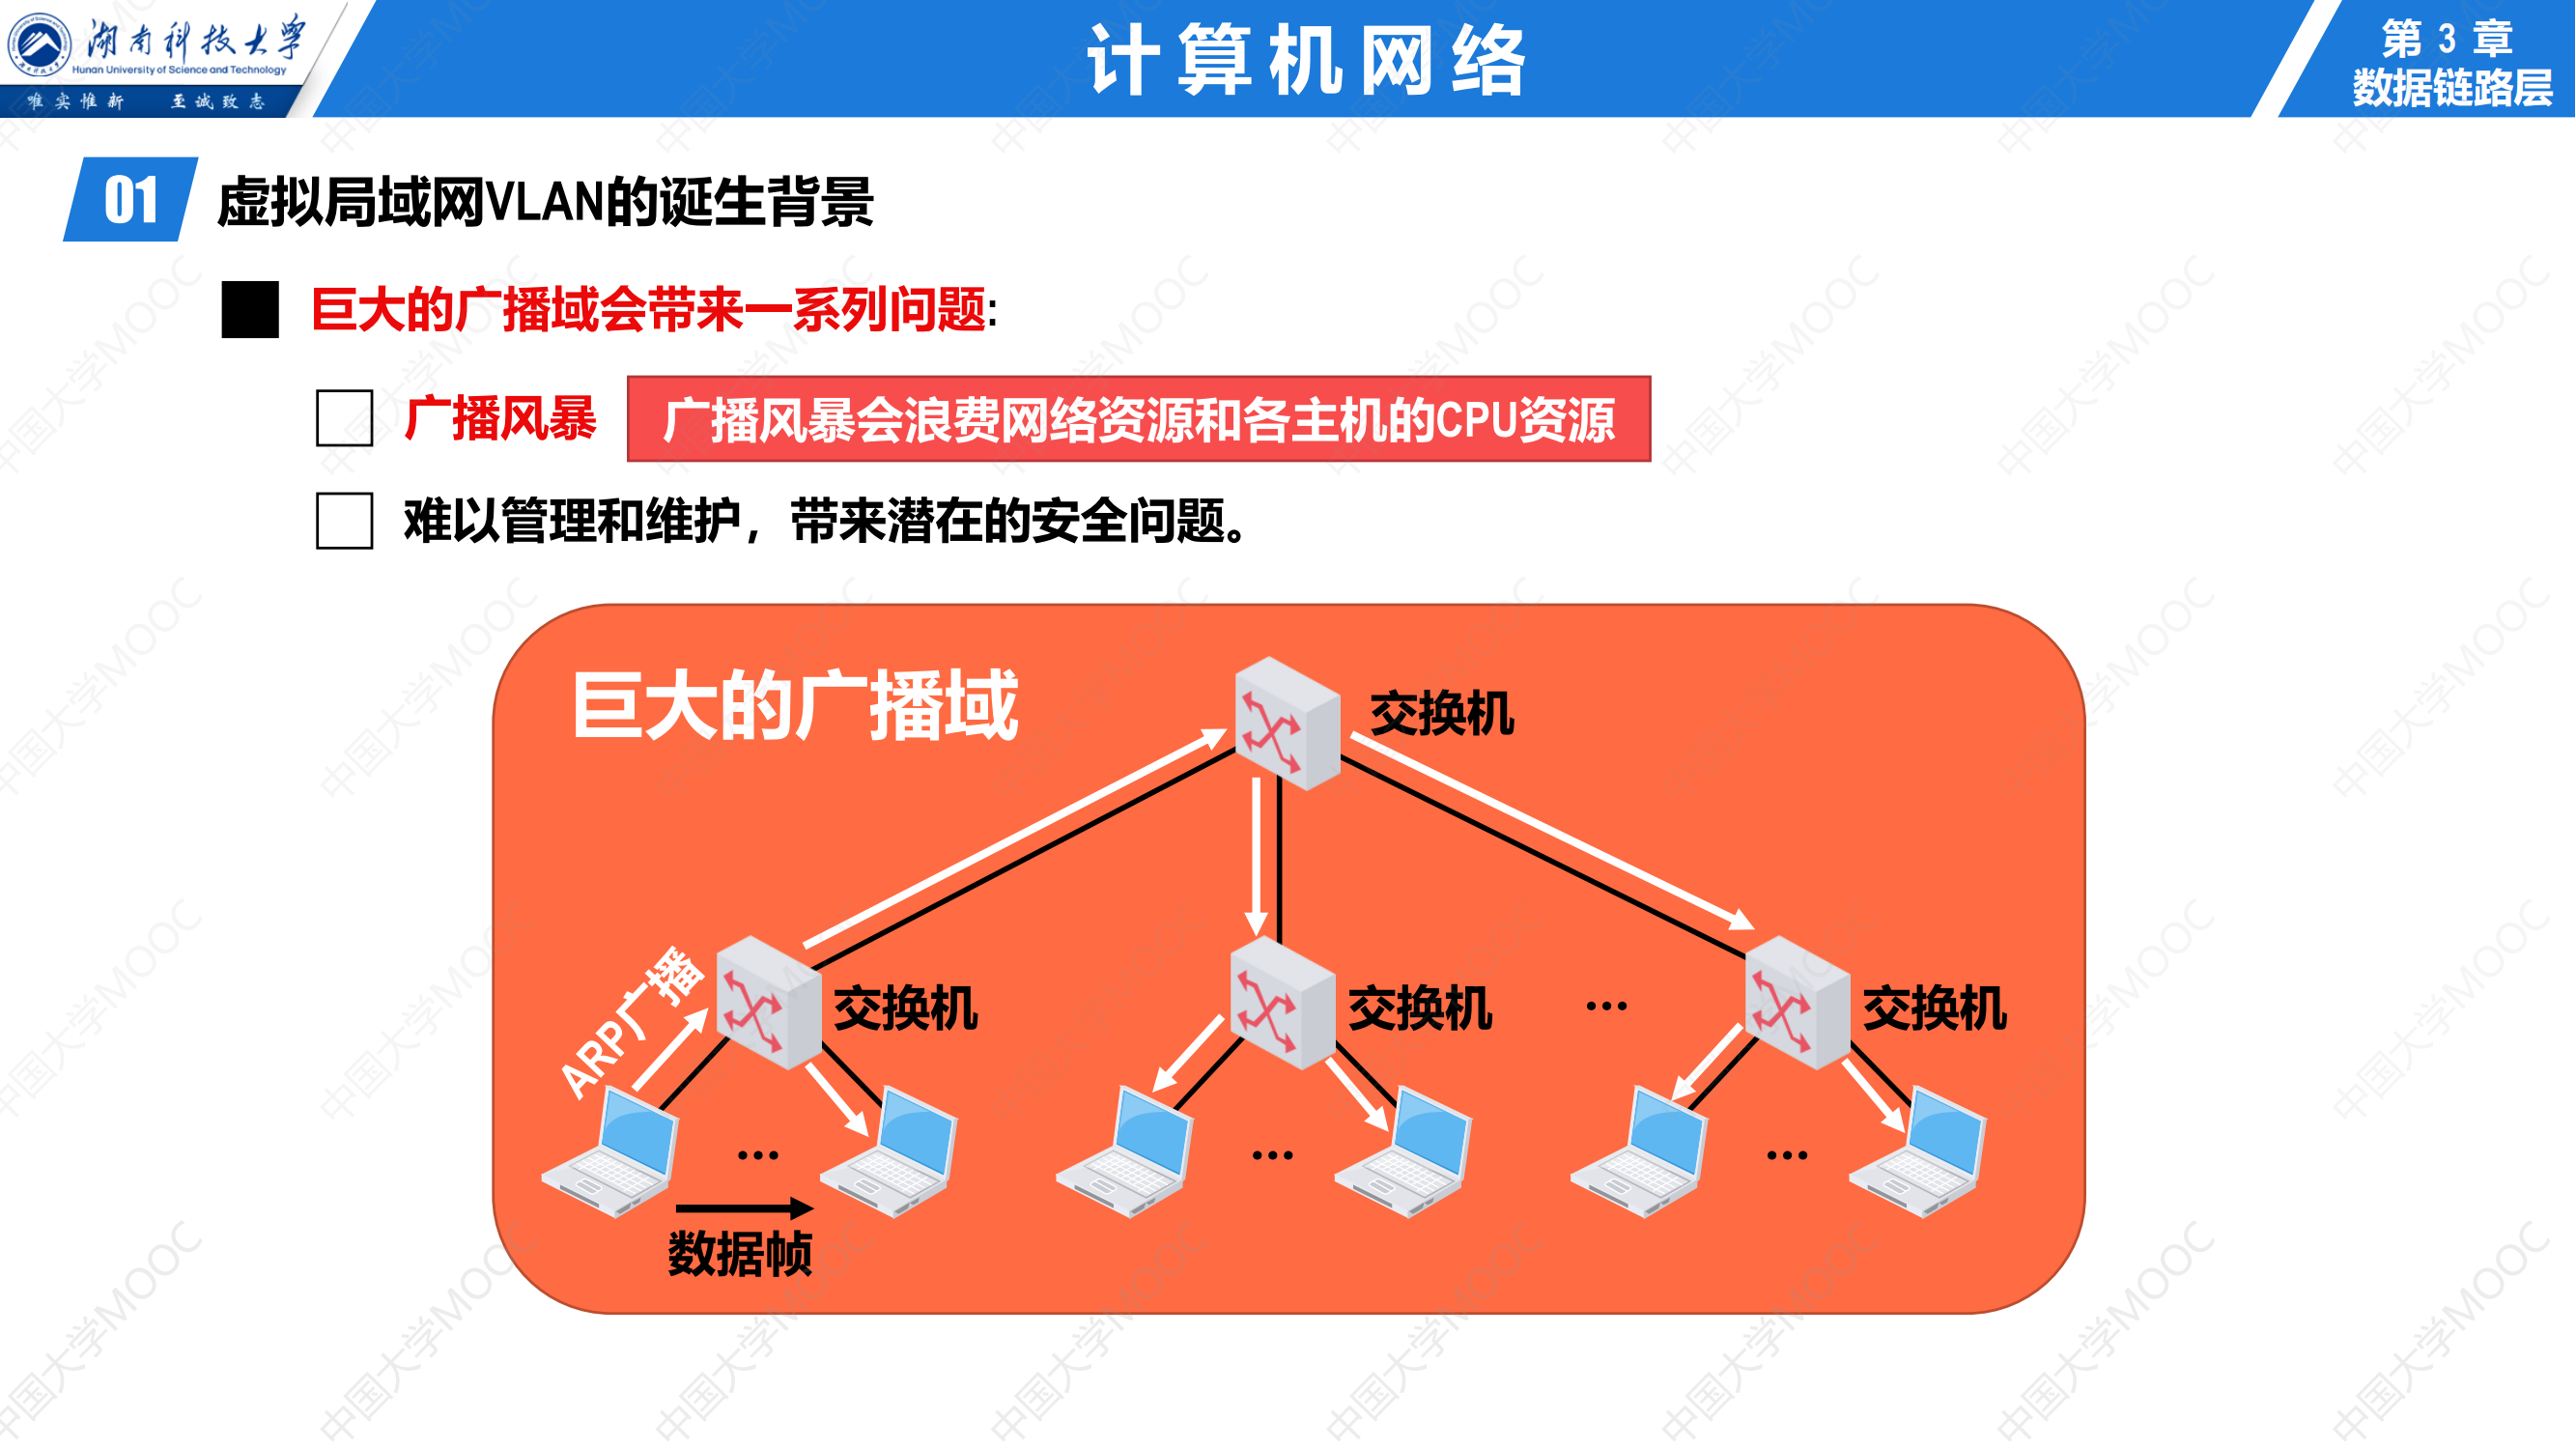 湖南科技大学
Hunan University of Science and Technology
唯实惟新 至诚致志
计算机网络
第 3 章
数据链路层
01 虚拟局域网VLAN的诞生背景
巨大的广播域会带来一系列问题:
广播风暴 广播风暴会浪费网络资源和各主机的CPU资源
难以管理和维护，带来潜在的安全问题。
巨大的广播域
交换机
ARP广播
交换机
交换机
...
交换机
...
...
...
数据帧
中国大学MOOC